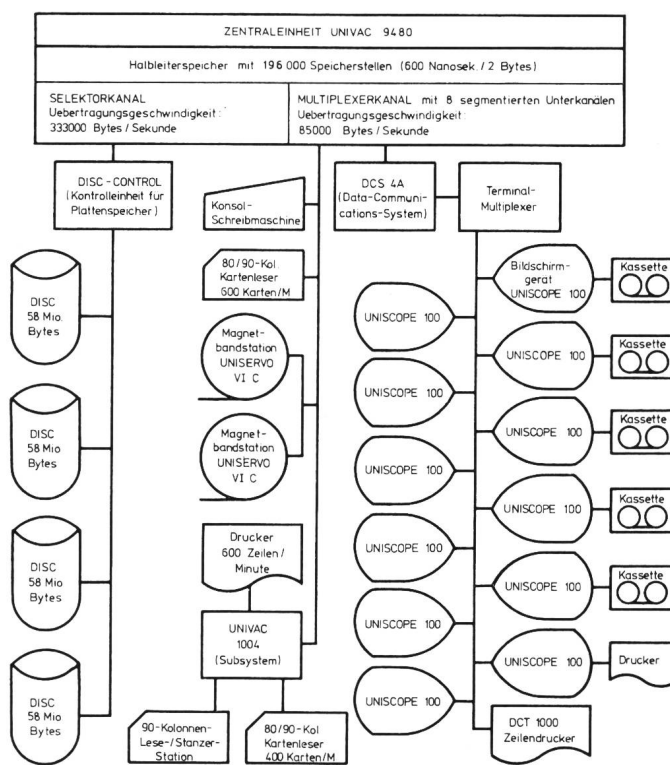 ZENTRALEINHEIT UNIVAC 9480
Halbleiterspeicher mit 196 000 Speicherstellen (600 Nanosek. / 2 Bytes)
SELEKTORKANAL
Uebertragungsgeschwindigkeit:
333000 Bytes / Sekunde
MULTIPLEXERKANAL mit 8 segmentierten Unterkanälen
Uebertragungsgeschwindigkeit:
85000 Bytes / Sekunde
DISC-CONTROL
(Kontrolleinheit für
Plattenspeicher)
DISC
58 Mio.
Bytes
DISC
58 Mio
Bytes
DISC
58 Mio
Bytes
DISC
58 Mio
Bytes
Konsol-
Schreibmaschine
80/90-Kol
Kartenleser
600 Karten/M
Magnet-
bandstation
UNISERVO
VI C
Magnet-
bandstation
UNISERVO
VI C
Drucker
600 Zeilen/
Minute
UNIVAC
1004
(Subsystem)
90-Kolonnen-
Lese-/Stanzer-
Station
80/90-Kol
Kartenleser
400 Karten/M
DCS 4A
(Data-Communi-
cations-System)
Terminal-
Multiplexer
UNISCOPE 100
UNISCOPE 100
UNISCOPE 100
UNISCOPE 100
UNISCOPE 100
UNISCOPE 100
Bildschirm-
gerät
UNISCOPE 100
Kassette
UNISCOPE 100
Kassette
UNISCOPE 100
Kassette
UNISCOPE 100
Kassette
UNISCOPE 100
Kassette
UNISCOPE 100
Drucker
DCT 1000
Zeilendrucker